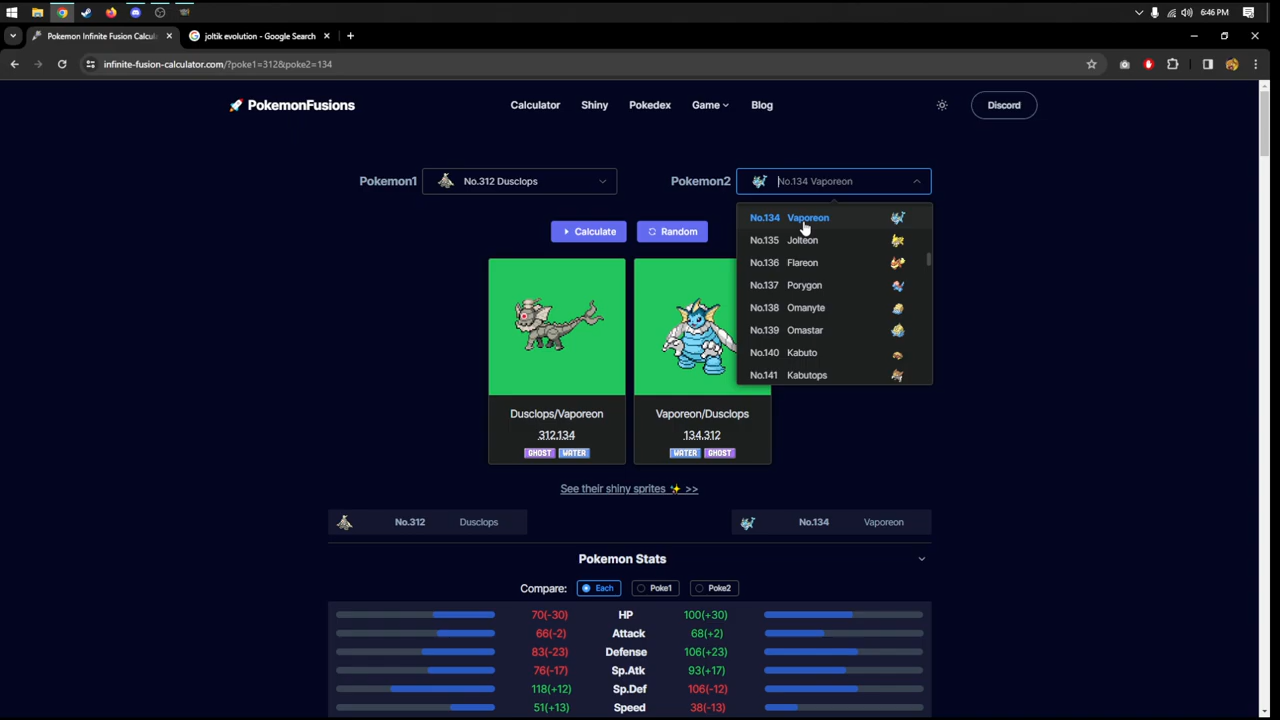 6:46 PM
Pokemon Infinite Fusion Calcula
joltik evolution - Google Search
infinite-fusion-calculator.com/?poke1=312&poke2=134
PokemonFusions
Calculator
Shiny
Pokedex
Game
Blog
Discord
Pokemon1
No.312 Dusclops
Pokemon2
No.134 Vaporeon
Calculate
Random
No.134 Vaporeon
No.135 Jolteon
No.136 Flareon
No.137 Porygon
No.138 Omanyte
No.139 Omastar
No.140 Kabuto
No.141 Kabutops
Dusclops/Vaporeon
312.134
GHOST WATER
Vaporeon/Dusclops
134.312
WATER GHOST
See their shiny sprites ✨ >>
No.312 Dusclops
No.134 Vaporeon
Pokemon Stats
Compare: Each Poke1 Poke2
70(-30) HP 100(+30)
66(-2) Attack 68(+2)
83(-23) Defense 106(+23)
76(-17) Sp.Atk 93(+17)
118(+12) Sp.Def 106(-12)
51(+13) Speed 38(-13)